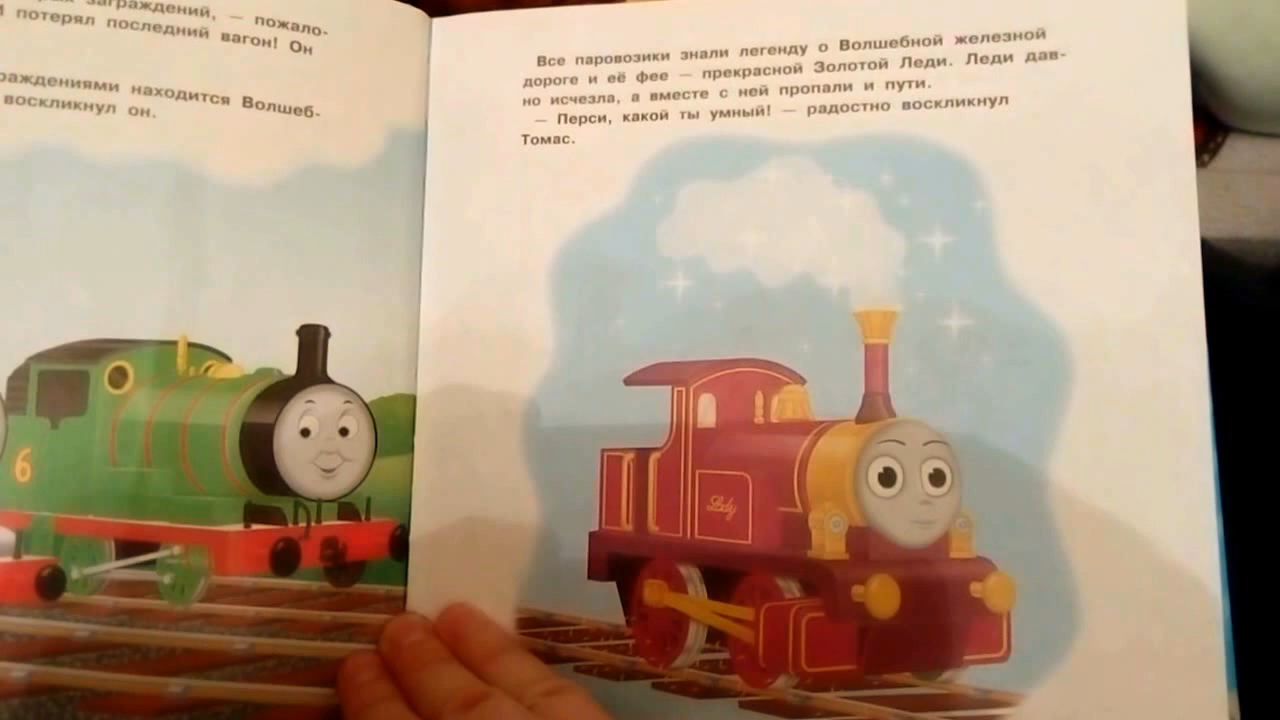 заграждений, — пожало-
потерял последний вагон! Он
раждениями находится Волшеб-
воскликнул он.
Все паровозики знали легенду о Волшебной железной
дороге и её фее — прекрасной Золотой Леди. Леди дав-
но исчезла, а вместе с ней пропали и пути.
— Перси, какой ты умный! — радостно воскликнул
Томас.
6
Lady